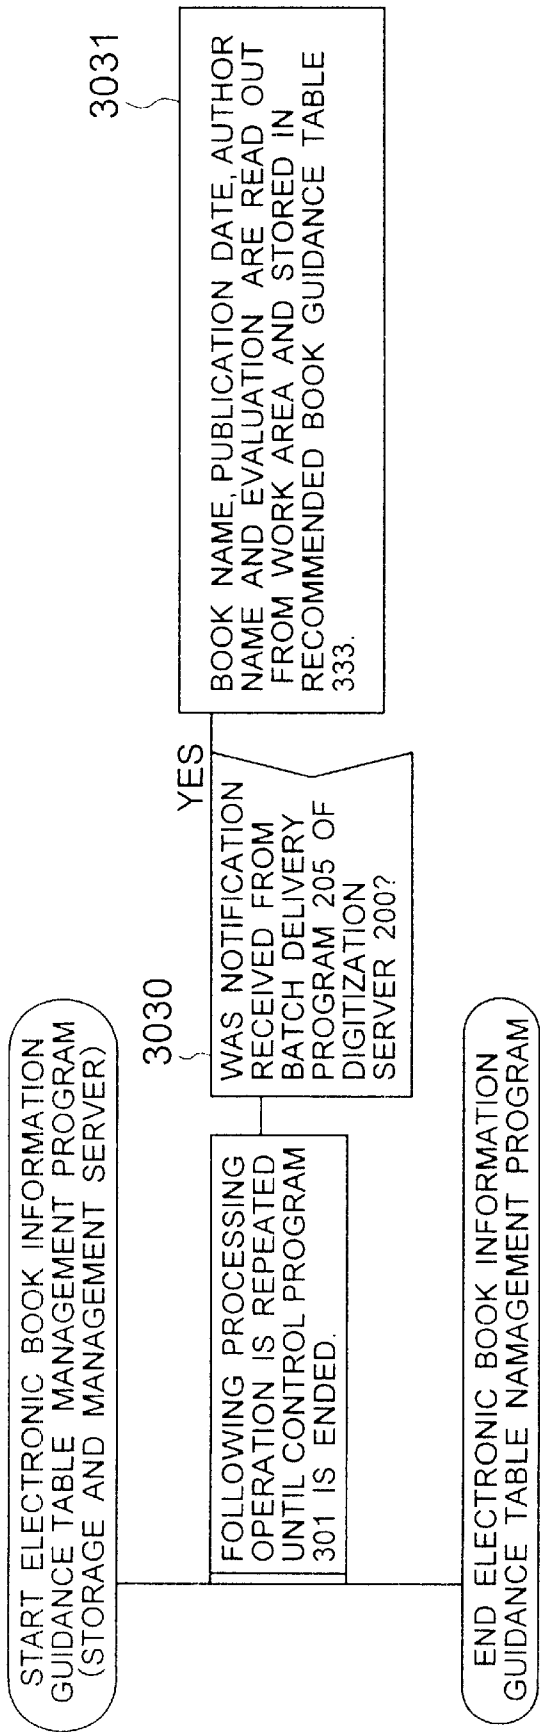 START ELECTRONIC BOOK INFORMATION
GUIDANCE TABLE MANAGEMENT PROGRAM
(STORAGE AND MANAGEMENT SERVER)
FOLLOWING PROCESSING
OPERATION IS REPEATED
UNTIL CONTROL PROGRAM
301 IS ENDED.
3030
WAS NOTIFICATION
RECEIVED FROM
BATCH DELIVERY
PROGRAM 205 OF
DIGITIZATION
SERVER 200?
YES
3031
BOOK NAME, PUBLICATION DATE, AUTHOR
NAME AND EVALUATION ARE READ OUT
FROM WORK AREA AND STORED IN
RECOMMENDED BOOK GUIDANCE TABLE
333.
END ELECTRONIC BOOK INFORMATION
GUIDANCE TABLE NAMAGEMENT PROGRAM